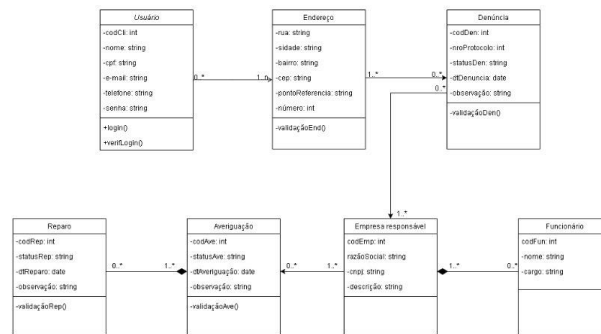 Usuário
-codCli: int
-nome: string
-cpf: string
-e-mail: string
-telefone: string
-senha: string
+login()
+verifLogin()
0..*
1..n
Endereço
-rua: string
-sidade: string
-bairro: string
-cep: string
-pontoReferência: string
-número: int
-validaçãoEnd()
1..*
0..*
Denúncia
-codDen: int
-nroProtocolo: int
-statusDen: string
-dtDenuncia: date
-observação: string
-validaçãoDen()
0..*
1..*
Reparo
-codRep: int
-statusRep: string
-dtReparo: date
-observação: string
-validaçãoRep()
0..*
1..*
Averiguação
-codAve: int
-statusAve: string
-dtAveriguação: date
-observação: string
-validaçãoAve()
0..*
1..*
Empresa responsável
codEmp: int
razãoSocial: string
-cnpj: string
-descrição: string
1..*
0..*
Funcionário
codFun: int
-nome: string
-cargo: string